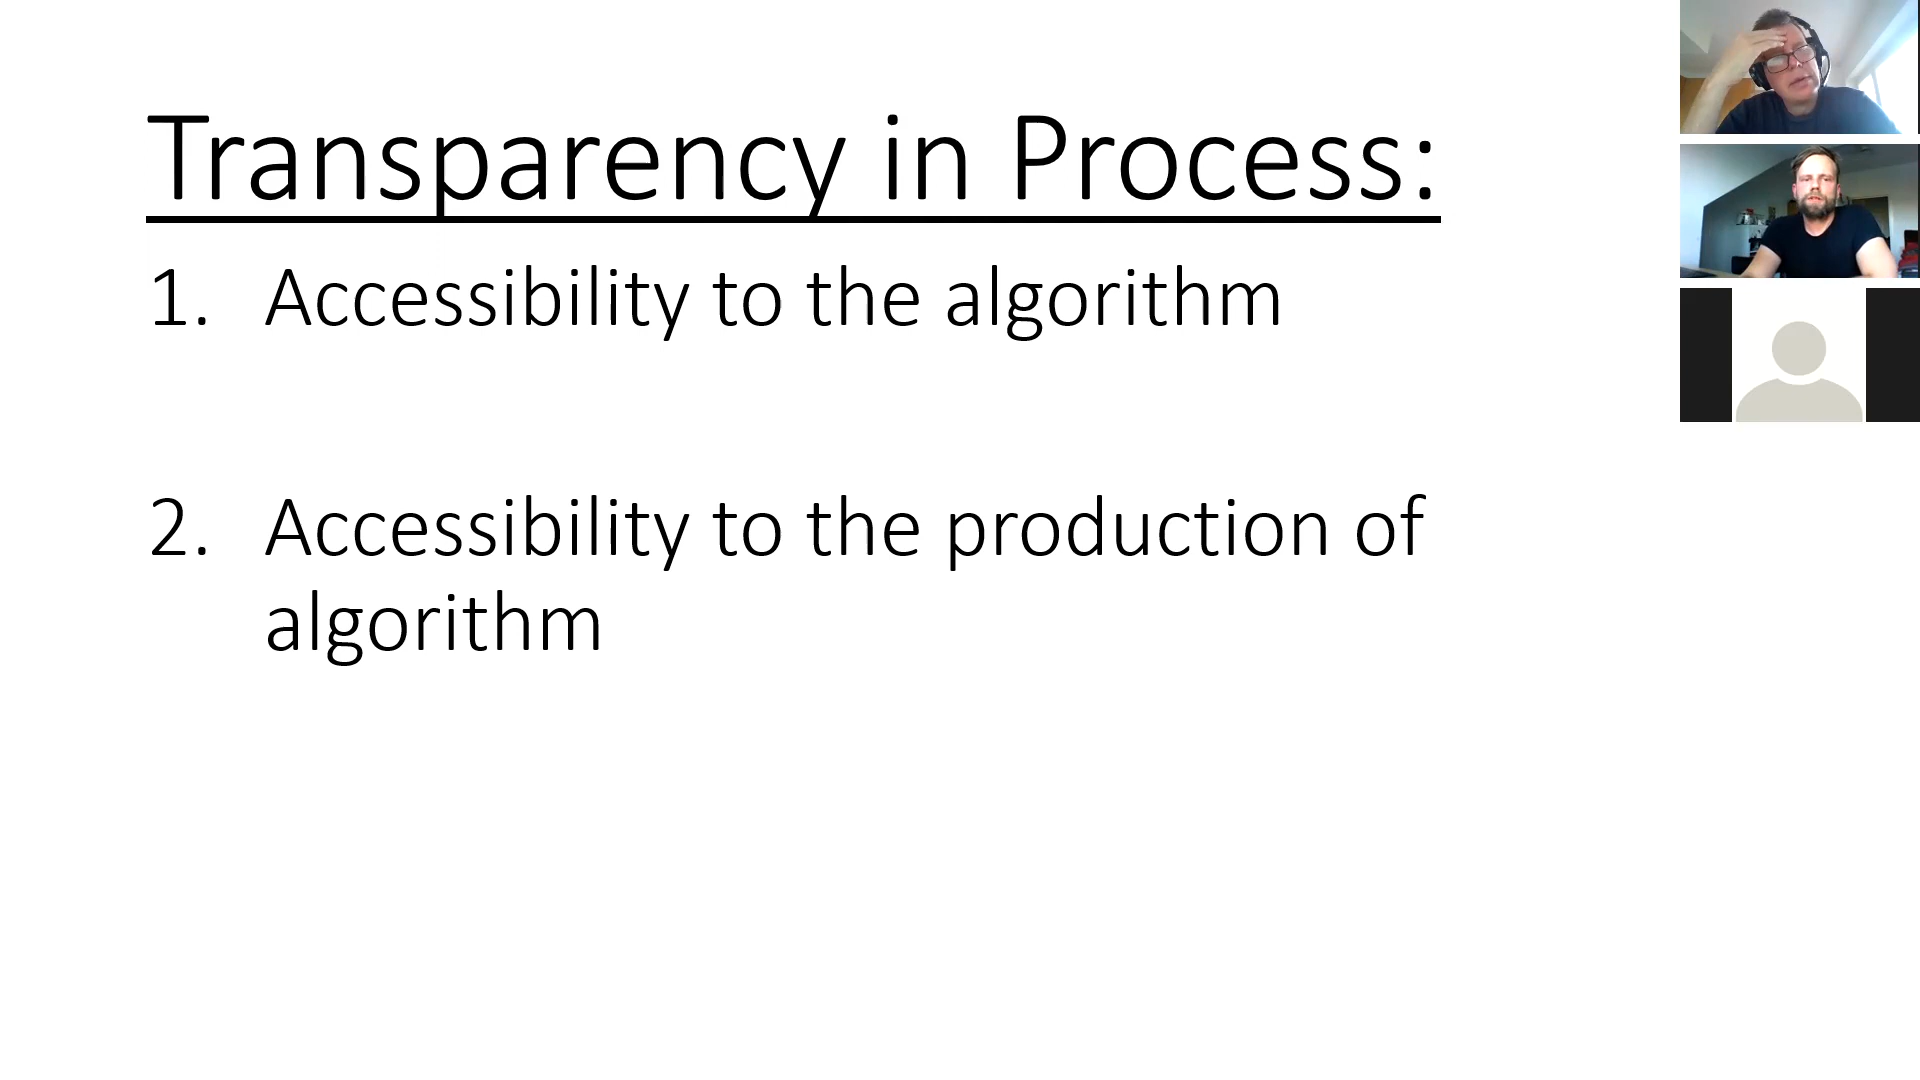 Transparency in Process:
1. Accessibility to the algorithm
2. Accessibility to the production of
algorithm